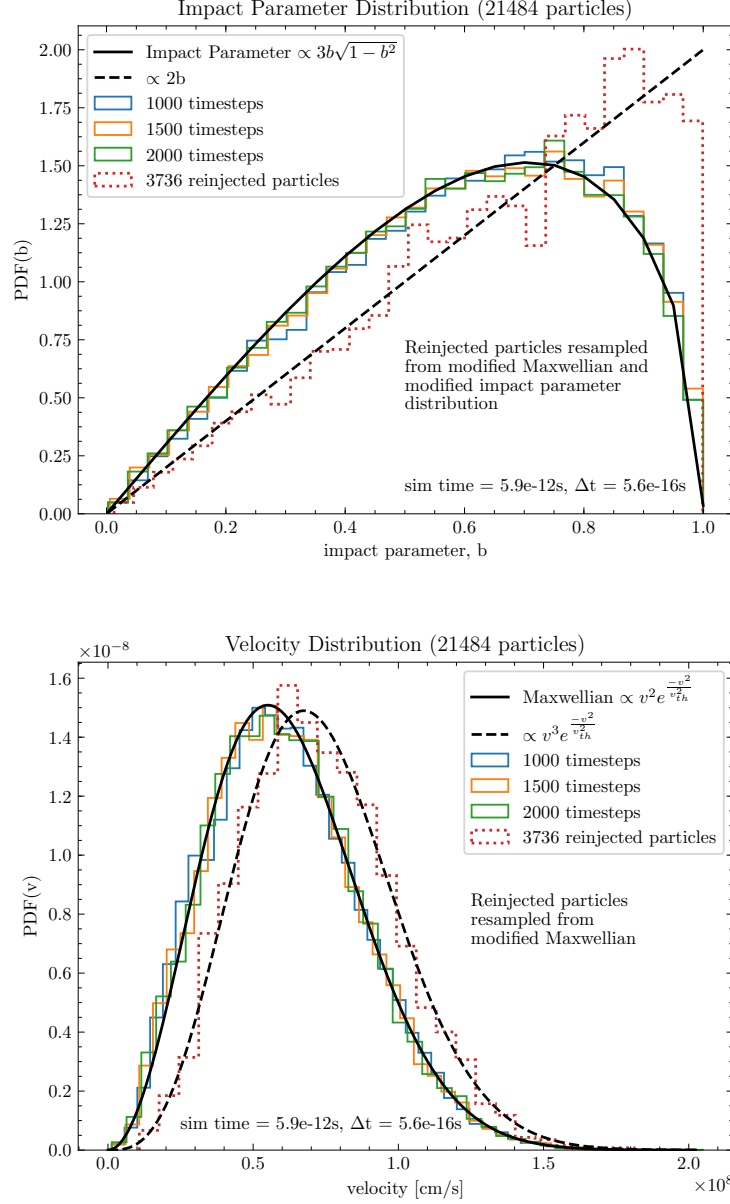 Impact Parameter Distribution (21484 particles)
2.00
1.75
1.50
1.25
1.00
0.75
0.50
0.25
0.00
PDF(b)
Impact Parameter ∝ 3b√(1 − b²)
∝ 2b
1000 timesteps
1500 timesteps
2000 timesteps
3736 reinjected particles
Reinjected particles resampled
from modified Maxwellian and
modified impact parameter
distribution
sim time = 5.9e-12s, Δt = 5.6e-16s
0.0 0.2 0.4 0.6 0.8 1.0
impact parameter, b
×10⁻⁸
Velocity Distribution (21484 particles)
1.6
1.4
1.2
1.0
0.8
0.6
0.4
0.2
0.0
PDF(v)
Maxwellian ∝ v²e^(−v²/v²th)
∝ v³e^(−v²/v²th)
1000 timesteps
1500 timesteps
2000 timesteps
3736 reinjected particles
Reinjected particles
resampled from
modified Maxwellian
sim time = 5.9e-12s, Δt = 5.6e-16s
0.0 0.5 1.0 1.5 2.0
velocity [cm/s]
×10⁸